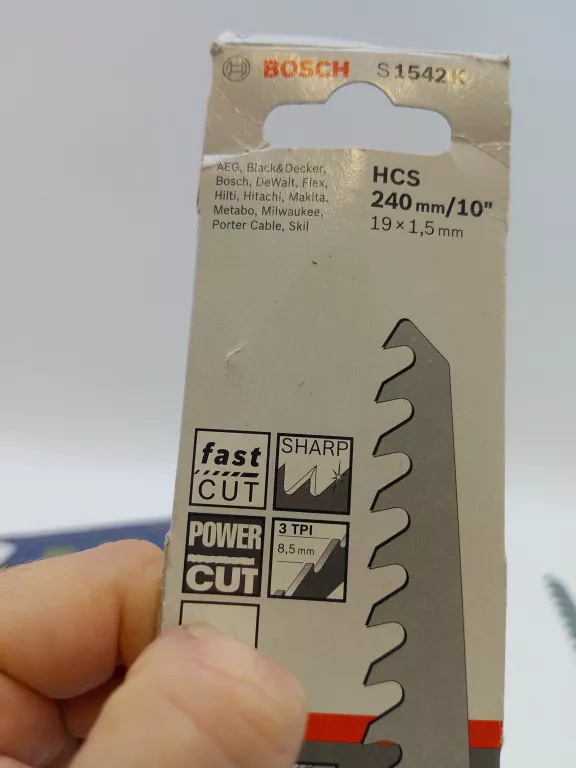 BOSCH S1542K
AEG, Black&Decker,
Bosch, DeWalt, Flex,
Hilti, Hitachi, Makita,
Metabo, Milwaukee,
Porter Cable, Skil
HCS
240 mm/10"
19 × 1,5 mm
fast
CUT
SHARP
POWER
CUT
3 TPI
8,5 mm